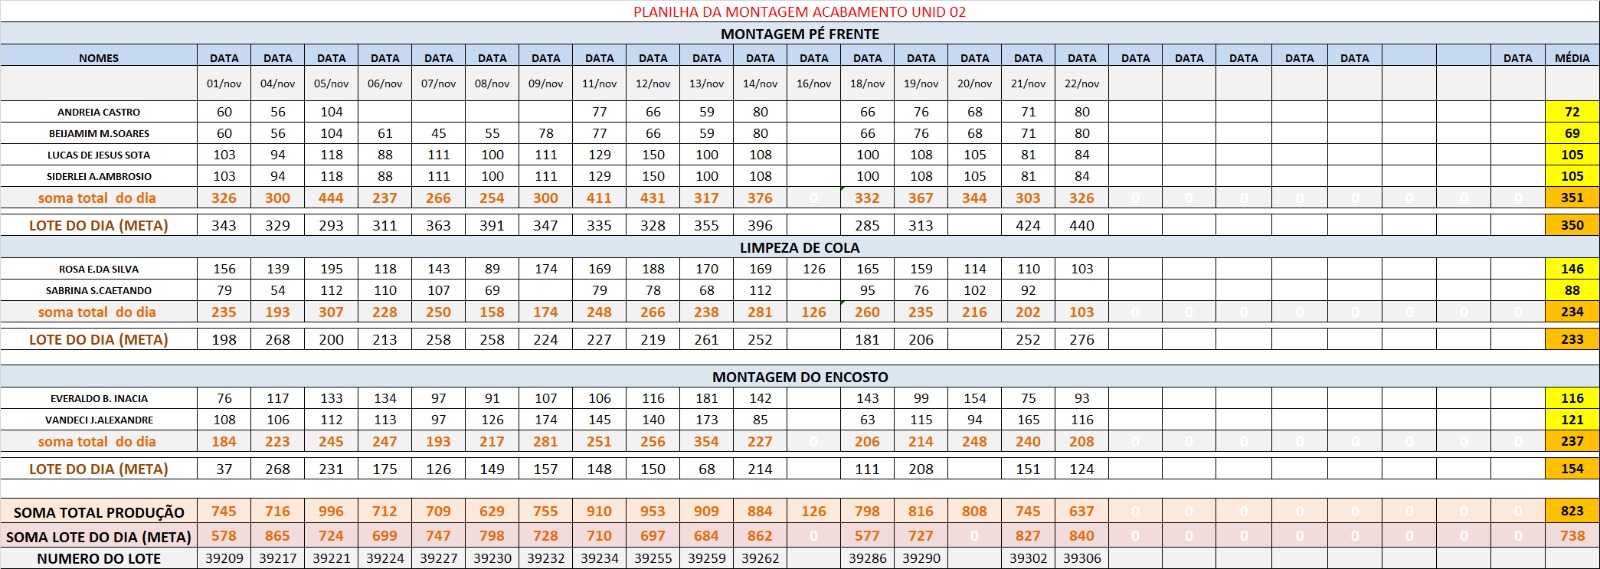 PLANILHA DA MONTAGEM ACABAMENTO UNID 02
MONTAGEM PÉ FRENTE
NOMES DATA DATA DATA DATA DATA DATA DATA DATA DATA DATA DATA DATA DATA DATA DATA DATA DATA DATA DATA DATA DATA DATA DATA MÉDIA
01/nov 04/nov 05/nov 06/nov 07/nov 08/nov 09/nov 11/nov 12/nov 13/nov 14/nov 16/nov 18/nov 19/nov 20/nov 21/nov 22/nov
ANDREIA CASTRO 60 56 104 77 66 59 80 66 76 68 71 80 72
BEIJAMIM M.SOARES 60 56 104 61 45 55 78 77 66 59 80 66 76 68 71 80 69
LUCAS DE JESUS SOTA 103 94 118 88 111 100 111 129 150 100 108 100 108 105 81 84 105
SIDERLEI A.AMBROSIO 103 94 118 88 111 100 111 129 150 100 108 100 108 105 81 84 105
soma total do dia 326 300 444 237 266 254 300 411 431 317 376 0 332 367 344 303 326 0 0 0 0 0 0 0 0 351
LOTE DO DIA (META) 343 329 293 311 363 391 347 335 328 355 396 285 313 424 440 350
LIMPEZA DE COLA
ROSA E.DA SILVA 156 139 195 118 143 89 174 169 188 170 169 126 165 159 114 110 103 146
SABRINA S.CAETANDO 79 54 112 110 107 69 79 78 68 112 95 76 102 92 88
soma total do dia 235 193 307 228 250 158 174 248 266 238 281 126 260 235 216 202 103 0 0 0 0 0 0 0 0 234
LOTE DO DIA (META) 198 268 200 213 258 258 224 227 219 261 252 181 206 252 276 233
MONTAGEM DO ENCOSTO
EVERALDO B. INACIA 76 117 133 134 97 91 107 106 116 181 142 143 99 154 75 93 116
VANDECI J.ALEXANDRE 108 106 112 113 97 126 174 145 140 173 85 63 115 94 165 116 121
soma total do dia 184 223 245 247 193 217 281 251 256 354 227 0 206 214 248 240 208 0 0 0 0 0 0 0 0 237
LOTE DO DIA (META) 37 268 231 175 126 149 157 148 150 68 214 111 208 151 124 154
SOMA TOTAL PRODUÇÃO 745 716 996 712 709 629 755 910 953 909 884 126 798 816 808 745 637 0 0 0 0 0 0 0 0 823
SOMA LOTE DO DIA (META) 578 865 724 699 747 798 728 710 697 684 862 0 577 727 0 827 840 0 0 0 0 0 0 0 0 738
NUMERO DO LOTE 39209 39217 39221 39224 39227 39230 39232 39234 39255 39259 39262 39286 39290 39302 39306